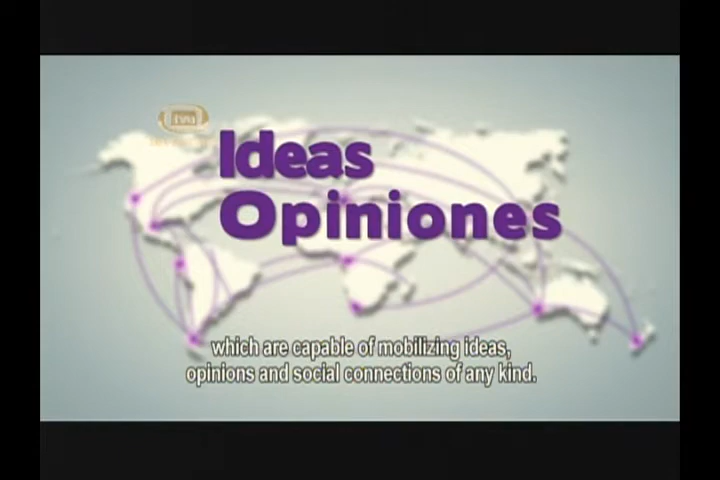 Ideas
Opiniones
which are capable of mobilizing ideas,
opinions and social connections of any kind.